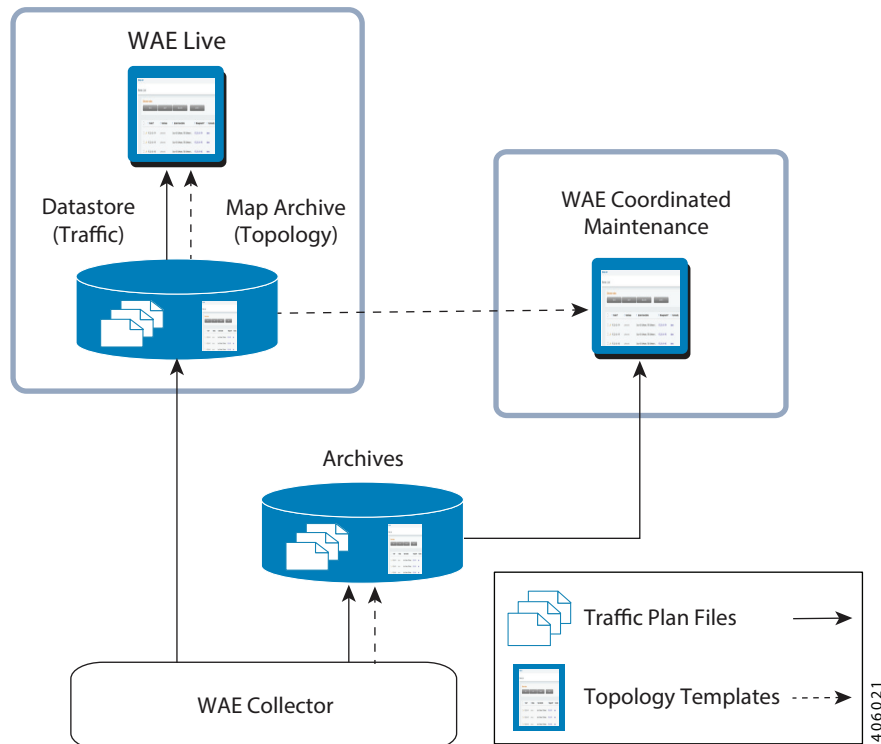 WAE Live
Datastore
(Traffic)
Map Archive
(Topology)
WAE Coordinated
Maintenance
Archives
WAE Collector
Traffic Plan Files
Topology Templates
406021